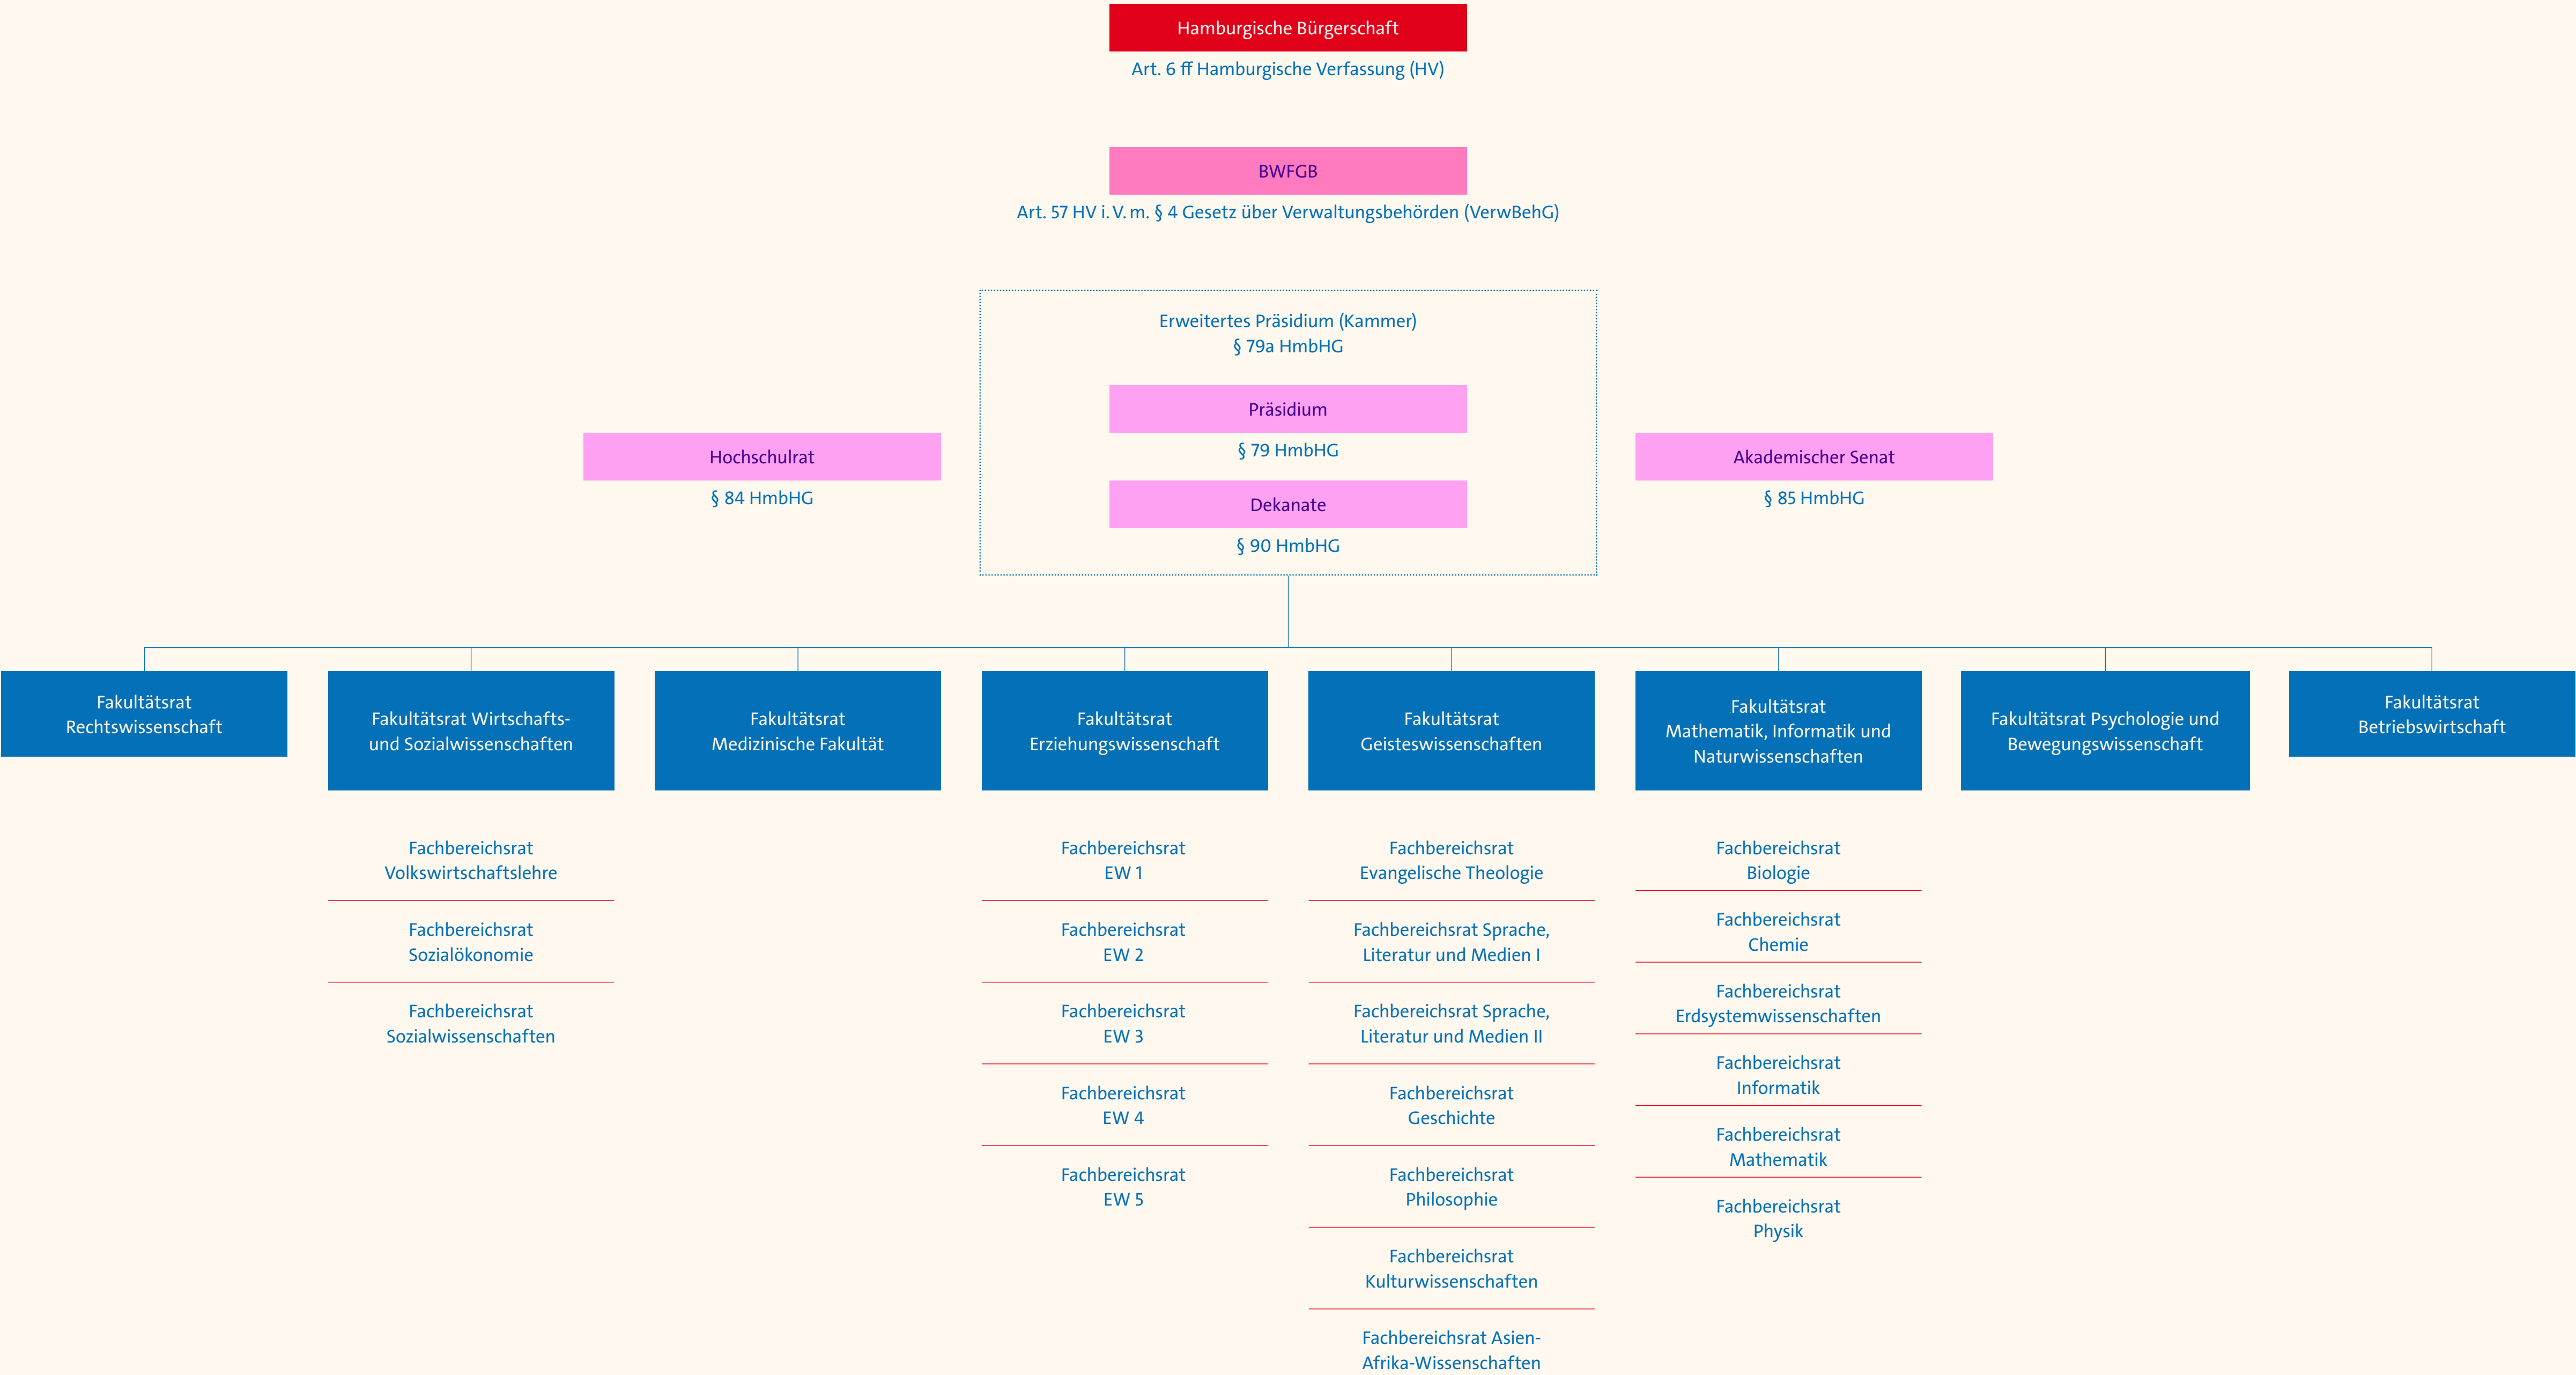 Hamburgische Bürgerschaft
Art. 6 ff Hamburgische Verfassung (HV)
BWFGB
Art. 57 HV i. V. m. § 4 Gesetz über Verwaltungsbehörden (VerwBehG)
Erweitertes Präsidium (Kammer)
§ 79a HmbHG
Präsidium
§ 79 HmbHG
Dekanate
§ 90 HmbHG
Hochschulrat
§ 84 HmbHG
Akademischer Senat
§ 85 HmbHG
Fakultätsrat
Rechtswissenschaft
Fakultätsrat Wirtschafts-
und Sozialwissenschaften
Fachbereichsrat
Volkswirtschaftslehre
Fachbereichsrat
Sozialökonomie
Fachbereichsrat
Sozialwissenschaften
Fakultätsrat
Medizinische Fakultät
Fakultätsrat
Erziehungswissenschaft
Fachbereichsrat
EW 1
Fachbereichsrat
EW 2
Fachbereichsrat
EW 3
Fachbereichsrat
EW 4
Fachbereichsrat
EW 5
Fakultätsrat
Geisteswissenschaften
Fachbereichsrat
Evangelische Theologie
Fachbereichsrat Sprache,
Literatur und Medien I
Fachbereichsrat Sprache,
Literatur und Medien II
Fachbereichsrat
Geschichte
Fachbereichsrat
Philosophie
Fachbereichsrat
Kulturwissenschaften
Fachbereichsrat Asien-
Afrika-Wissenschaften
Fakultätsrat
Mathematik, Informatik und
Naturwissenschaften
Fachbereichsrat
Biologie
Fachbereichsrat
Chemie
Fachbereichsrat
Erdsystemwissenschaften
Fachbereichsrat
Informatik
Fachbereichsrat
Mathematik
Fachbereichsrat
Physik
Fakultätsrat Psychologie und
Bewegungswissenschaft
Fakultätsrat
Betriebswirtschaft